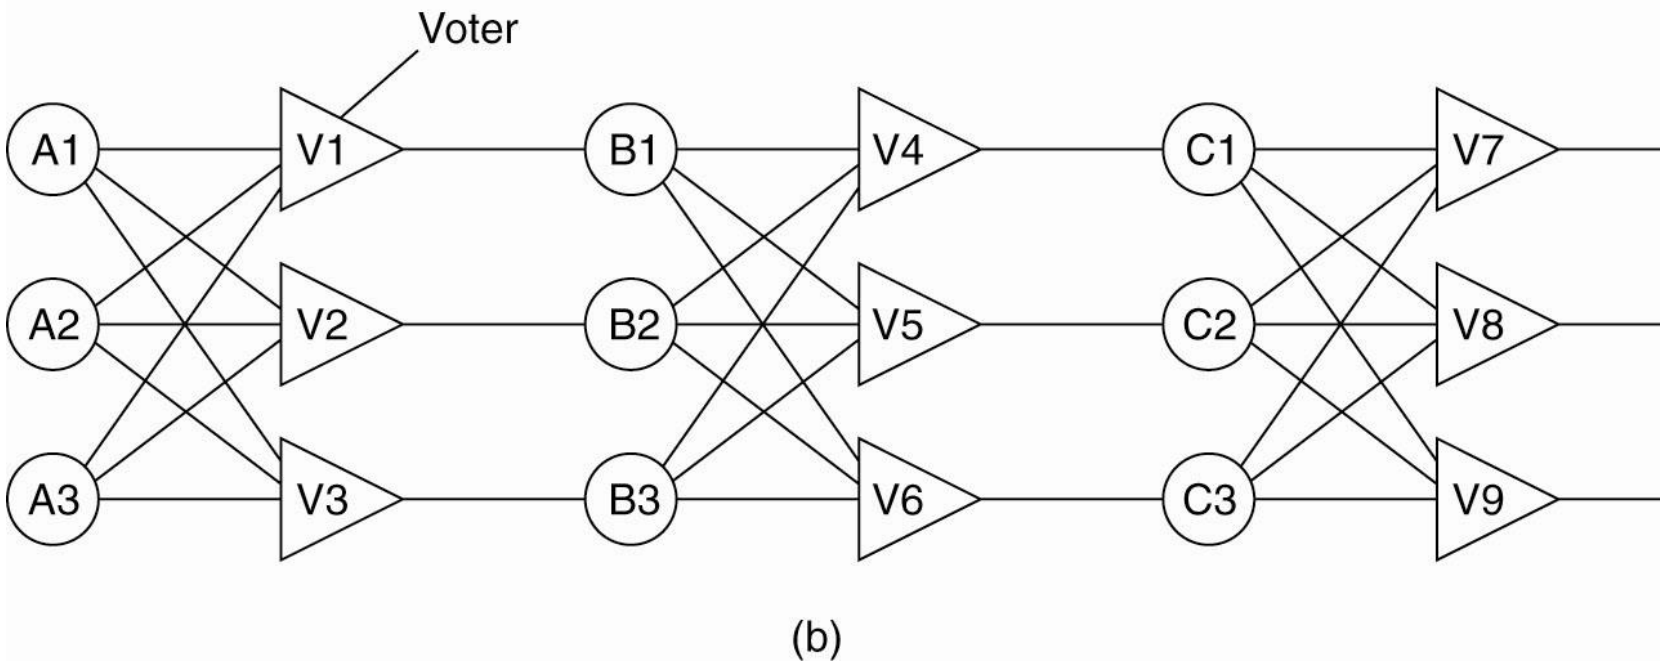 Voter
A1 V1 B1 V4 C1 V7
A2 V2 B2 V5 C2 V8
A3 V3 B3 V6 C3 V9
(b)